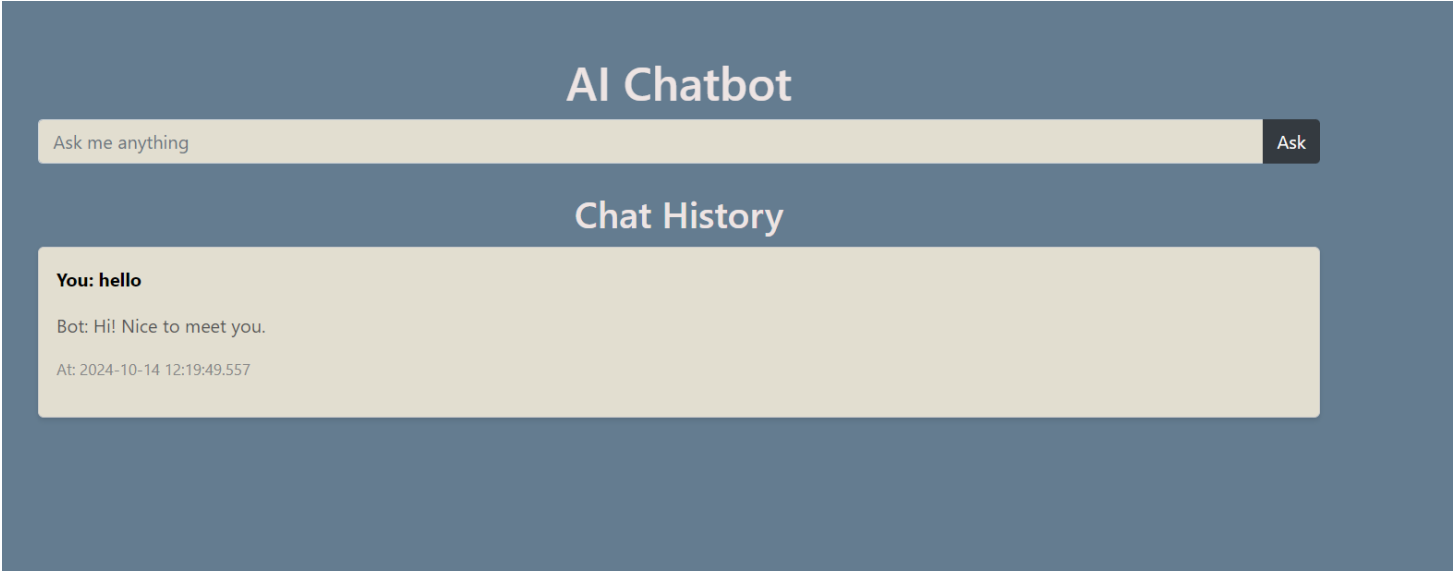 AI Chatbot
Ask me anything
Ask
Chat History
You: hello
Bot: Hi! Nice to meet you.
At: 2024-10-14 12:19:49.557